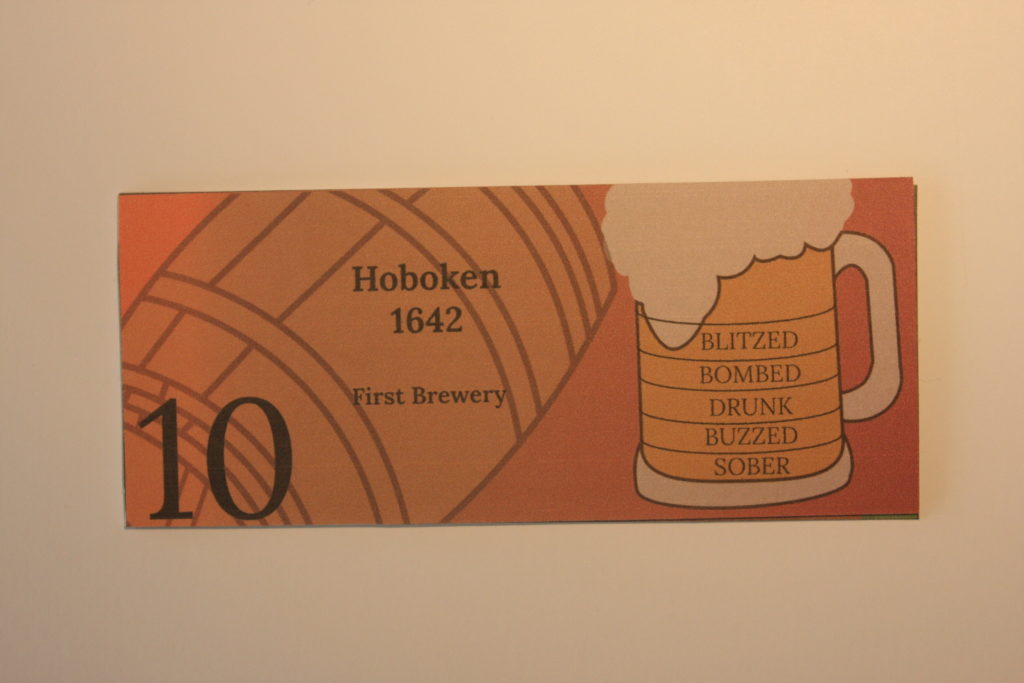 Hoboken
1642
First Brewery
10
BLITZED
BOMBED
DRUNK
BUZZED
SOBER